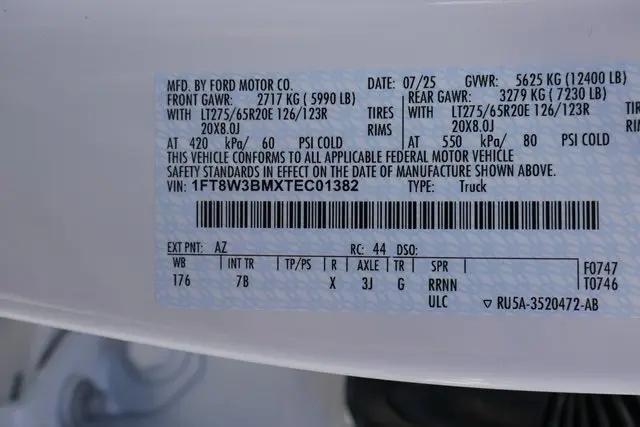 MFD. BY FORD MOTOR CO. DATE: 07/25 GVWR: 5625 KG (12400 LB)
FRONT GAWR: 2717 KG (5990 LB) REAR GAWR: 3279 KG (7230 LB)
WITH LT275/65R20E 126/123R TIRES WITH LT275/65R20E 126/123R TIRE
20X8.0J RIMS 20X8.0J RIM
AT 420 kPa/ 60 PSI COLD AT 550 kPa/ 80 PSI COLD
THIS VEHICLE CONFORMS TO ALL APPLICABLE FEDERAL MOTOR VEHICLE
SAFETY STANDARDS IN EFFECT ON THE DATE OF MANUFACTURE SHOWN ABOVE.
VIN: 1FT8W3BMXTEC01382 TYPE: Truck
EXT PNT: AZ RC: 44 DSO:
WB INT TR TP/PS R AXLE TR SPR F0747
176 7B X 3J G RRNN T0746
ULC ▽ RU5A-3520472-AB